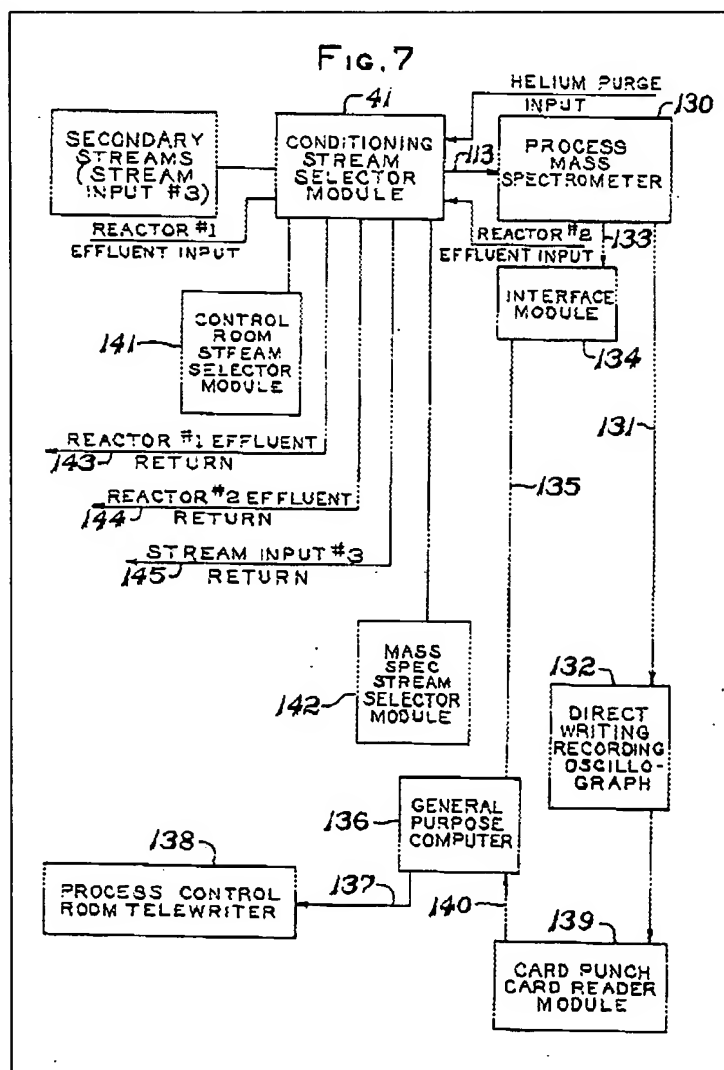 FIG. 7
41
HELIUM PURGE
INPUT
130
SECONDARY
STREAMS
(STREAM
INPUT #3)
CONDITIONING
STREAM
SELECTOR
MODULE
113
PROCESS
MASS
SPECTROMETER
REACTOR #1
EFFLUENT INPUT
REACTOR #2
EFFLUENT INPUT
133
INTERFACE
MODULE
134
141
CONTROL
ROOM
STREAM
SELECTOR
MODULE
131
135
REACTOR #1 EFFLUENT
143
RETURN
REACTOR #2 EFFLUENT
144
RETURN
STREAM INPUT #3
145
RETURN
142
MASS
SPEC
STREAM
SELECTOR
MODULE
132
DIRECT
WRITING
RECORDING
OSCILLO-
GRAPH
136
GENERAL
PURPOSE
COMPUTER
138
PROCESS CONTROL
ROOM TELEWRITER
137
140
139
CARD PUNCH
CARD READER
MODULE